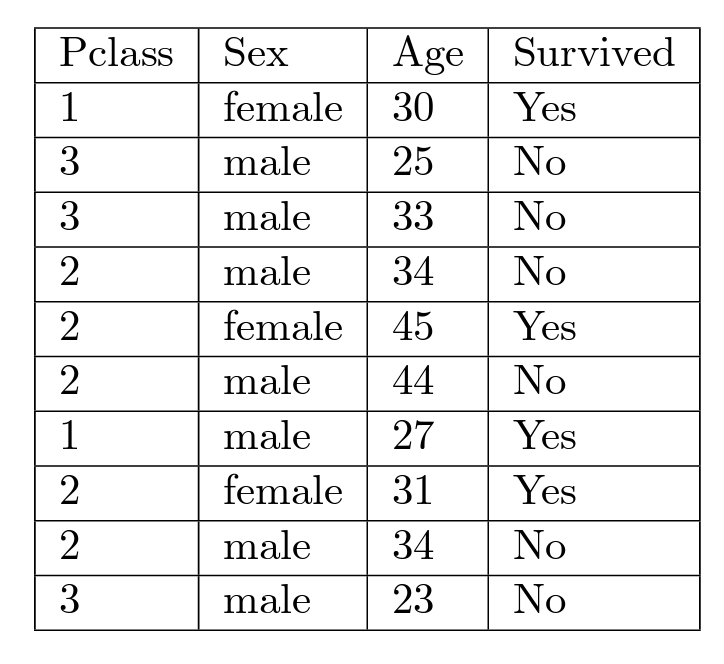 Pclass Sex Age Survived
1 female 30 Yes
3 male 25 No
3 male 33 No
2 male 34 No
2 female 45 Yes
2 male 44 No
1 male 27 Yes
2 female 31 Yes
2 male 34 No
3 male 23 No